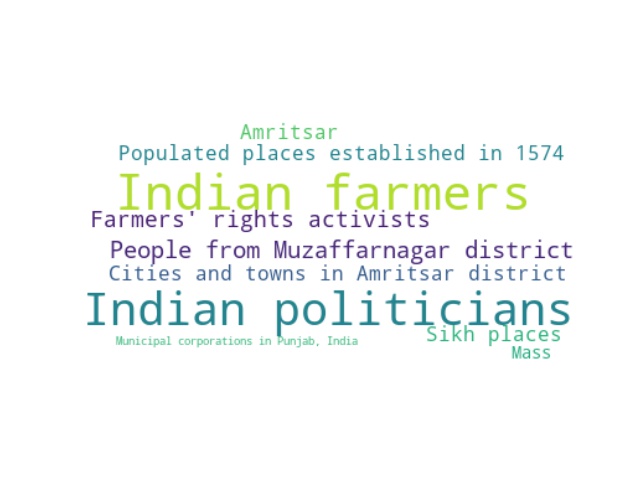 Amritsar
Populated places established in 1574
Indian farmers
Farmers' rights activists
People from Muzaffarnagar district
Cities and towns in Amritsar district
Indian politicians
Sikh places
Municipal corporations in Punjab, India
Mass